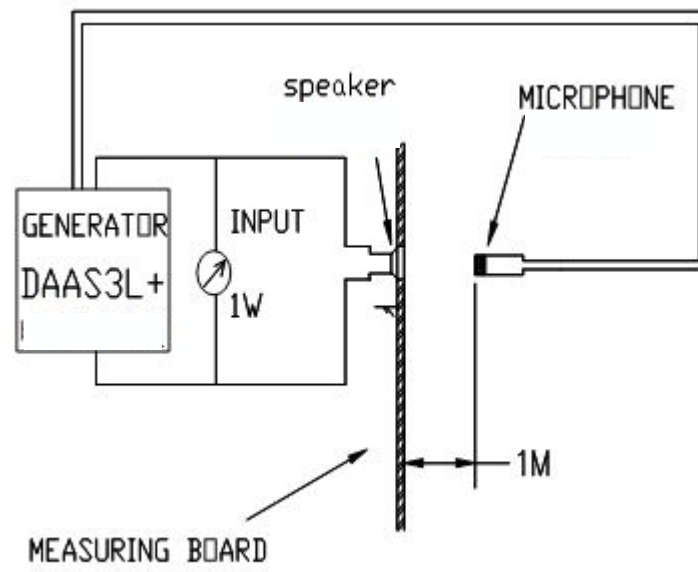 speaker
MICROPHONE
GENERATOR
DAAS3L+
INPUT
1W
1M
MEASURING BOARD